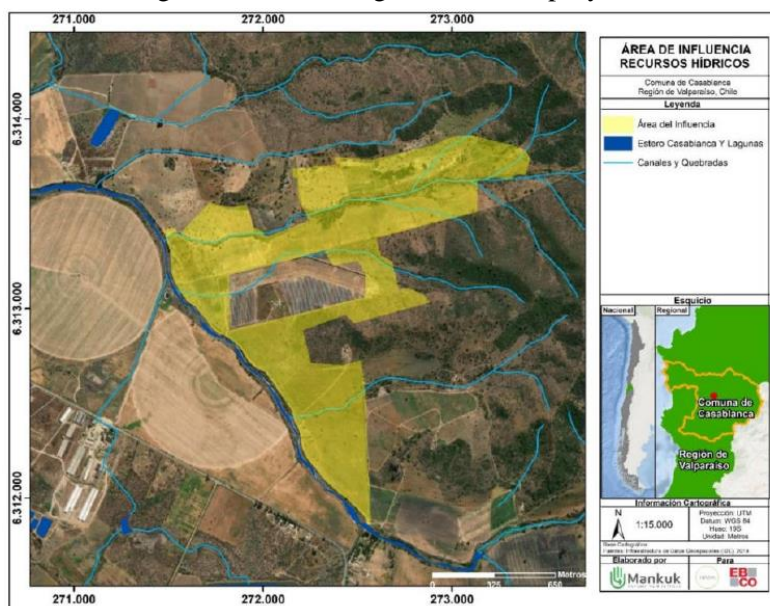 271.000 272.000 273.000
6.314.000
6.313.000
6.312.000
271.000 272.000 273.000
Metros
0 325 650
ÁREA DE INFLUENCIA
RECURSOS HÍDRICOS
Comuna de Casablanca
Región de Valparaíso, Chile
Leyenda
Área del Influencia
Estero Casablanca Y Lagunas
Canales y Quebradas
Esquicio
Nacional
Regional
Comuna de
Casablanca
Región de
Valparaíso
Información Cartográfica
N
1:15.000
Proyección: UTM
Datum: WGS 84
Huso: 19S
Unidad: Metros
Elaborado por
Para
Mankuk
EB
CO